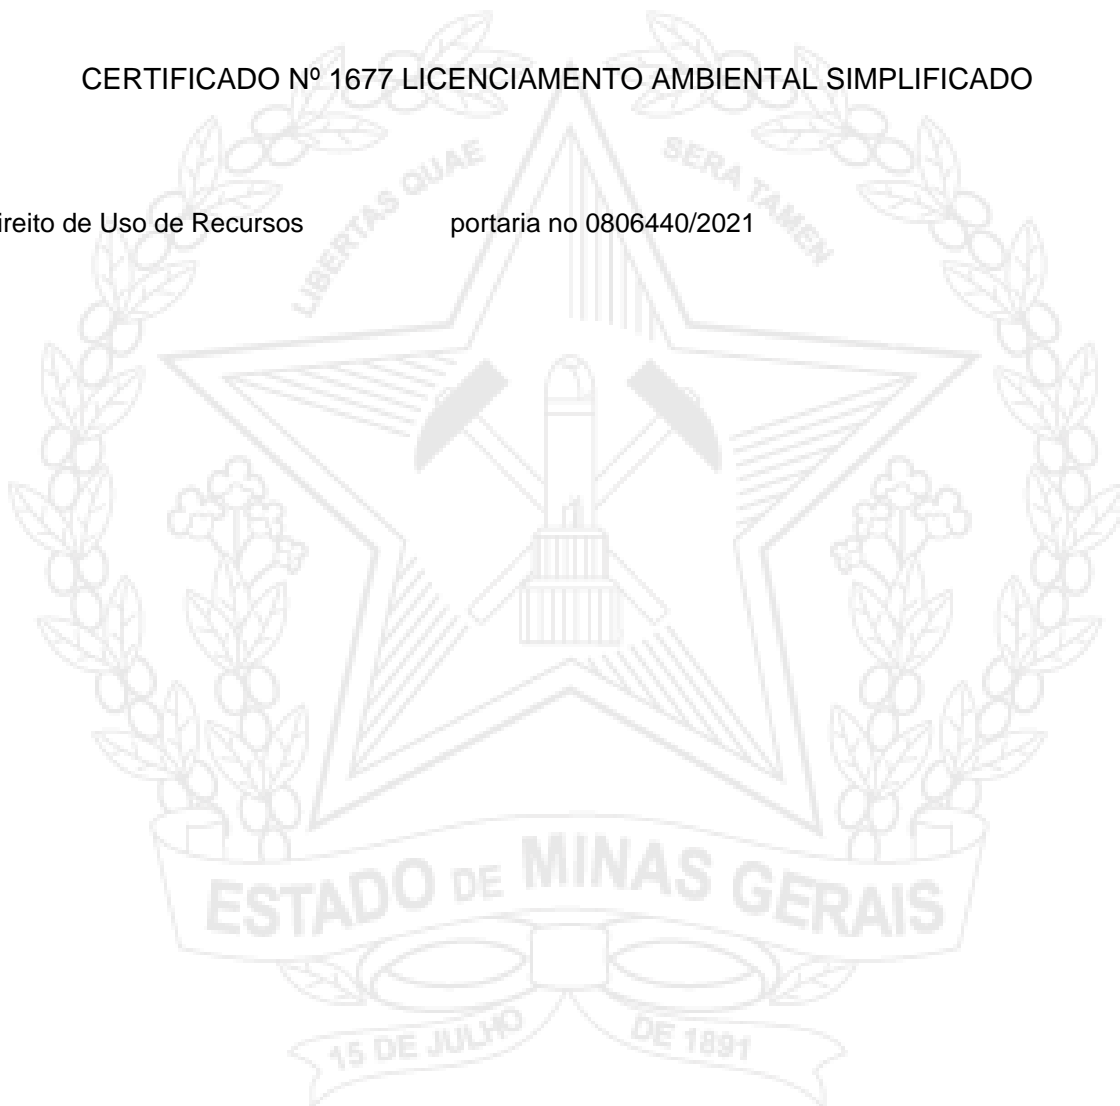 CERTIFICADO Nº 1677 LICENCIAMENTO AMBIENTAL SIMPLIFICADO
LIBERTAS QUAE SERA TAMEN
ireito de Uso de Recursos portaria no 0806440/2021
ESTADO DE MINAS GERAIS
15 DE JULHO DE 1891